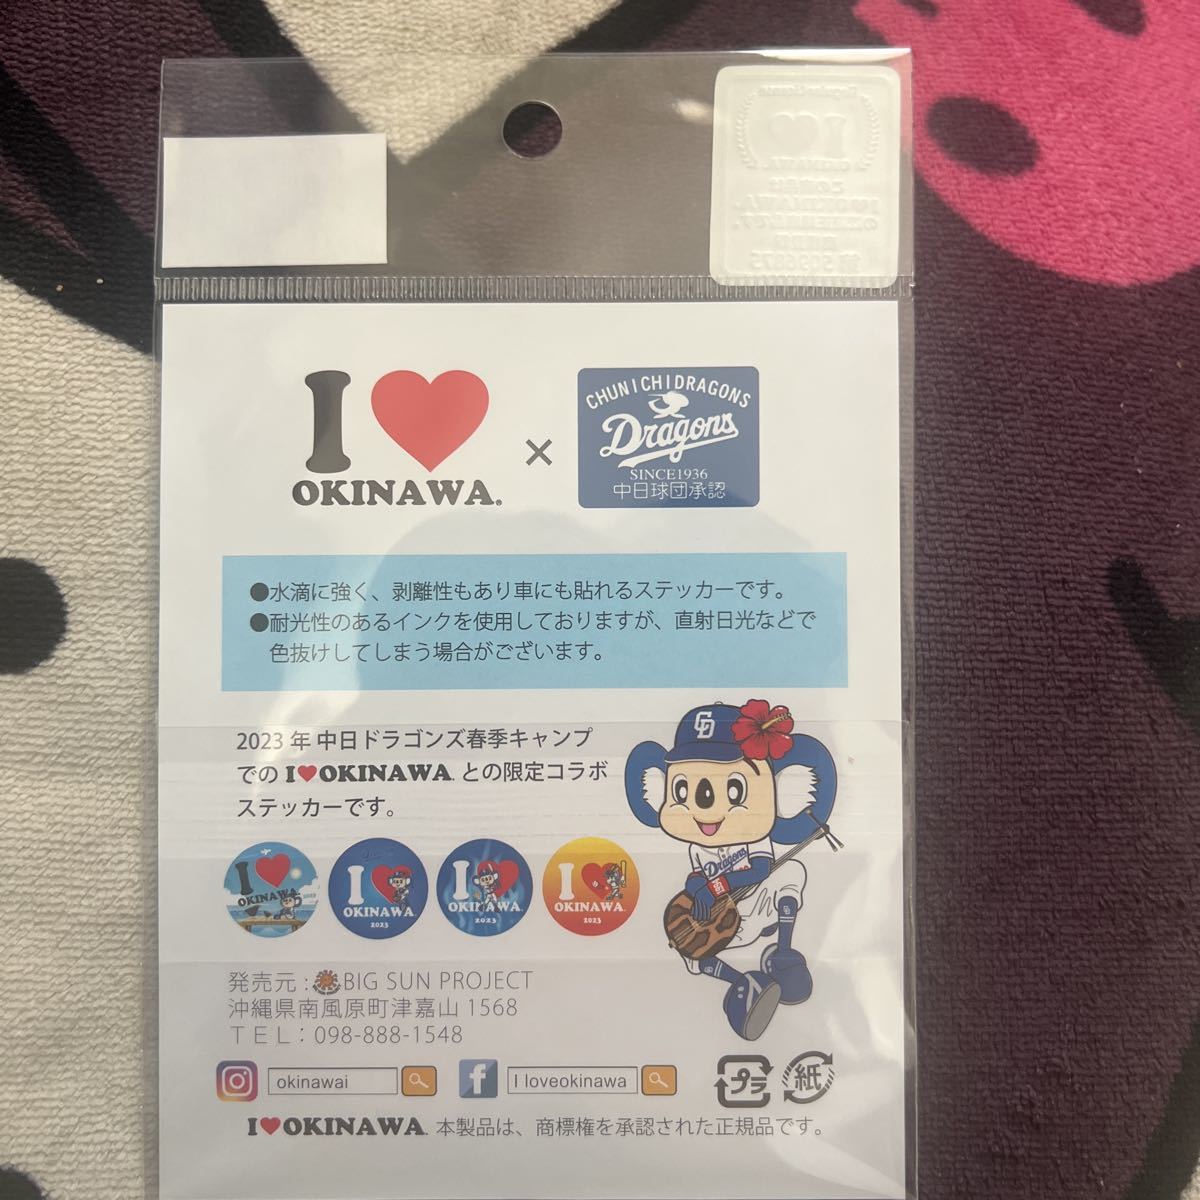 I ❤
OKINAWA®
×
CHUNICHI DRAGONS
Dragons
SINCE1936
中日球団承認
●水滴に強く、剥離性もあり車にも貼れるステッカーです。
●耐光性のあるインクを使用しておりますが、直射日光などで
色抜けしてしまう場合がございます。
2023 年 中日ドラゴンズ春季キャンプ
での I❤OKINAWA® との限定コラボ
ステッカーです。
CD
Dragons
I ❤
OKINAWA
I ❤
OKINAWA
2023
I ❤
OKINAWA
2023
I ❤
OKINAWA
2023
発売元 : BIG SUN PROJECT
沖縄県南風原町津嘉山 1568
ＴＥＬ：098-888-1548
okinawai
f
I loveokinawa
プラ
紙
I❤OKINAWA® 本製品は、商標権を承認された正規品です。